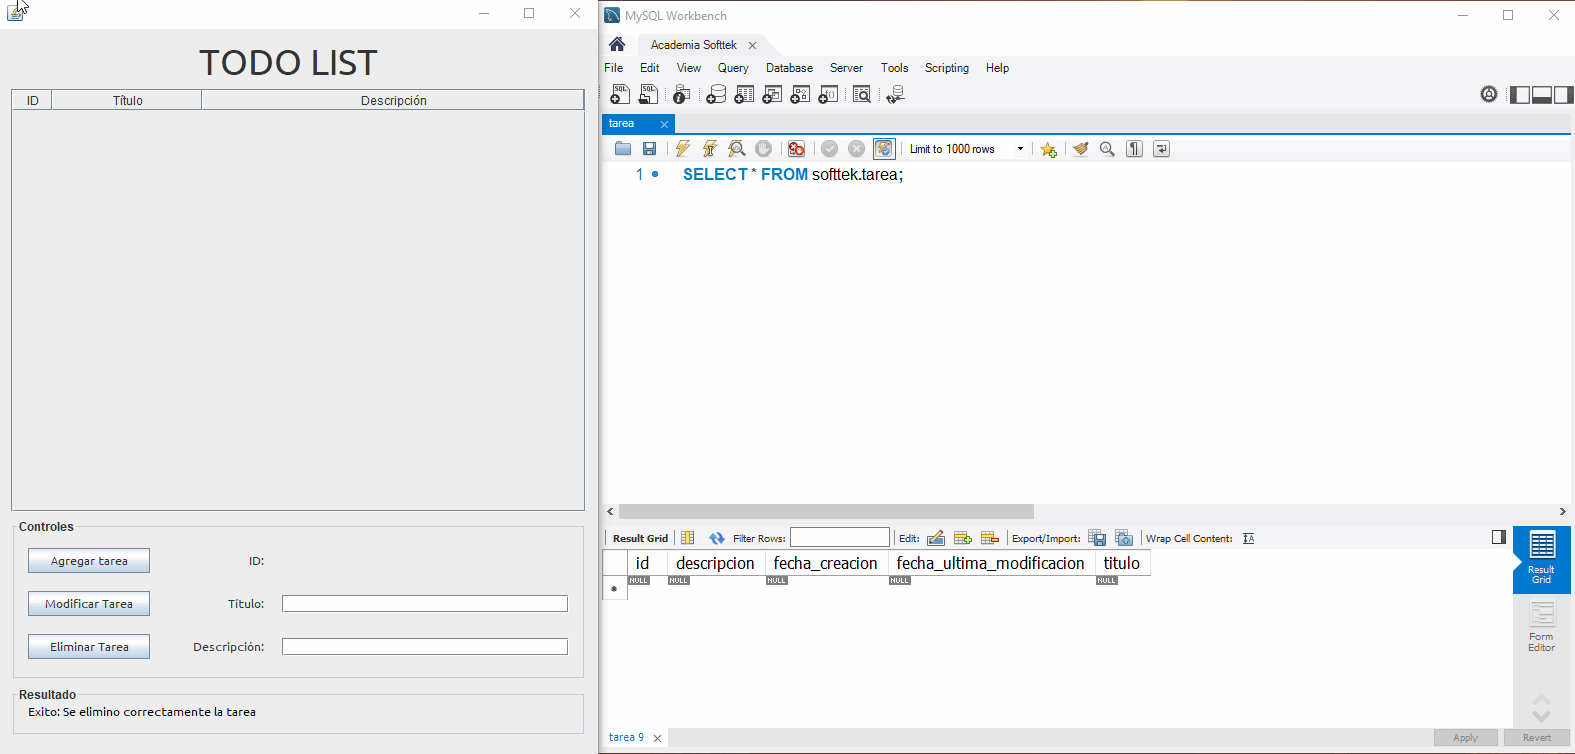 TODO LIST
ID Título Descripción
Controles
Agregar tarea ID:
Modificar Tarea Título:
Eliminar Tarea Descripción:
Resultado
Exito: Se elimino correctamente la tarea
MySQL Workbench
Academia Softtek
File Edit View Query Database Server Tools Scripting Help
tarea
Limit to 1000 rows
1 SELECT * FROM softtek.tarea;
Result Grid Filter Rows: Edit: Export/Import: Wrap Cell Content:
id descripcion fecha_creacion fecha_ultima_modificacion titulo
NULL NULL NULL NULL NULL
Result
Grid
Form
Editor
tarea 9
Apply Revert